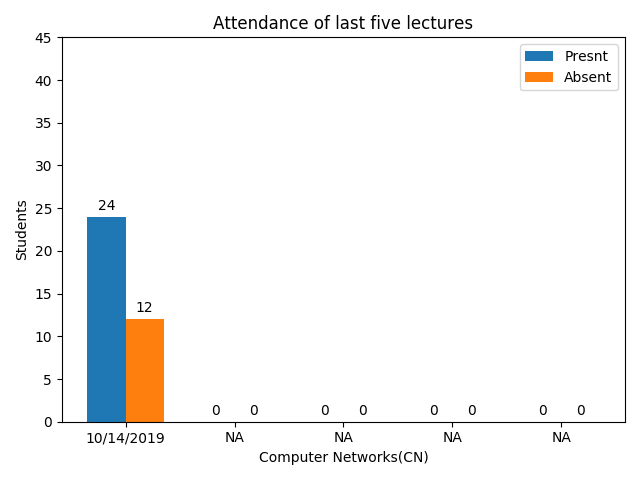 Attendance of last five lectures
45
40
35
30
25
20
15
10
5
0
Students
Presnt
Absent
24
12
0 0 0 0 0 0 0 0
10/14/2019 NA NA NA NA
Computer Networks(CN)